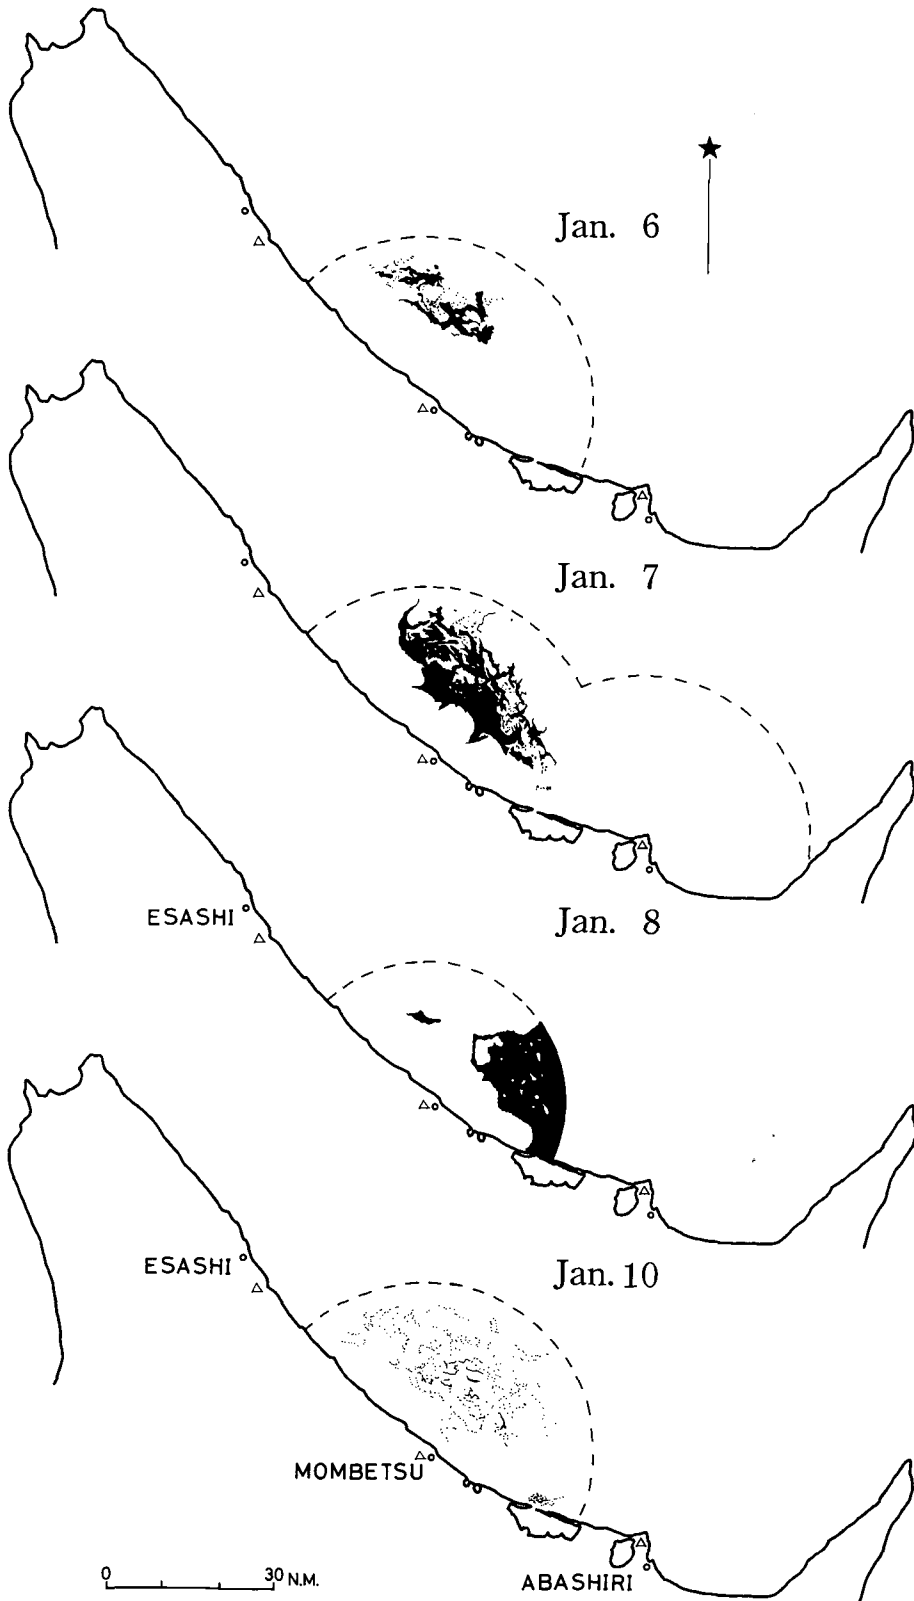 Jan. 6
Jan. 7
Jan. 8
ESASHI
Jan. 10
ESASHI
MOMBETSU
0 30 N.M.
ABASHIRI